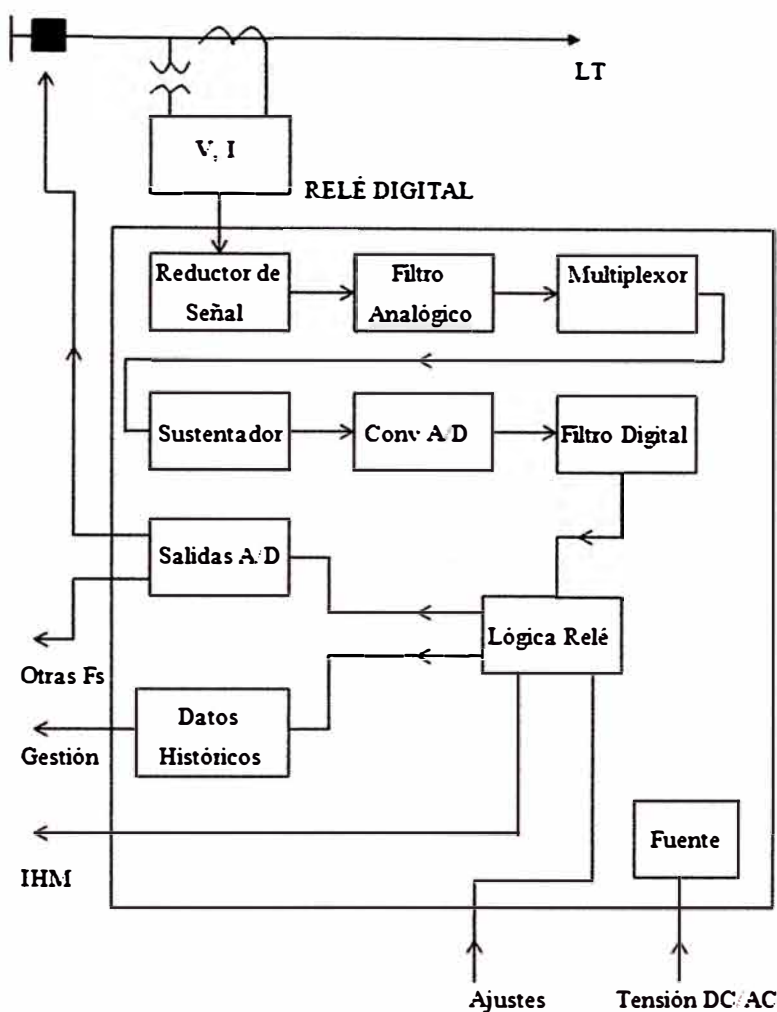 LT
V, I
RELÉ DIGITAL
Reductor de
Señal
Filtro
Analógico
Multiplexor
Sustentador
Conv A/D
Filtro Digital
Salidas A/D
Lógica Relé
Otras Fs
Datos
Históricos
Gestión
Fuente
IHM
Ajustes
Tensión DC/AC